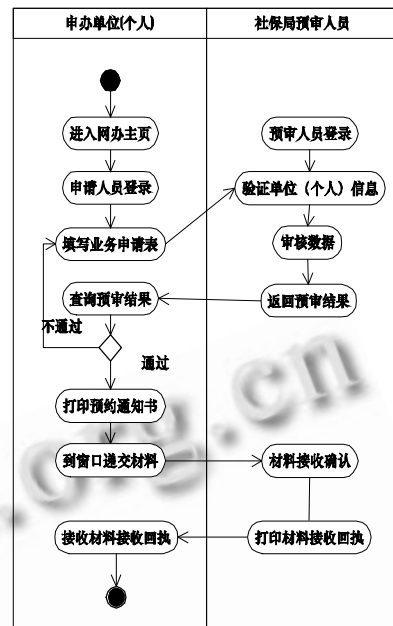 申办单位(个人)
社保局预审人员
进入网办主页
预审人员登录
申请人员登录
验证单位（个人）信息
填写业务申请表
审核数据
查询预审结果
返回预审结果
不通过
通过
打印预约通知书
到窗口递交材料
材料接收确认
接收材料接收回执
打印材料接收回执
.org.cn